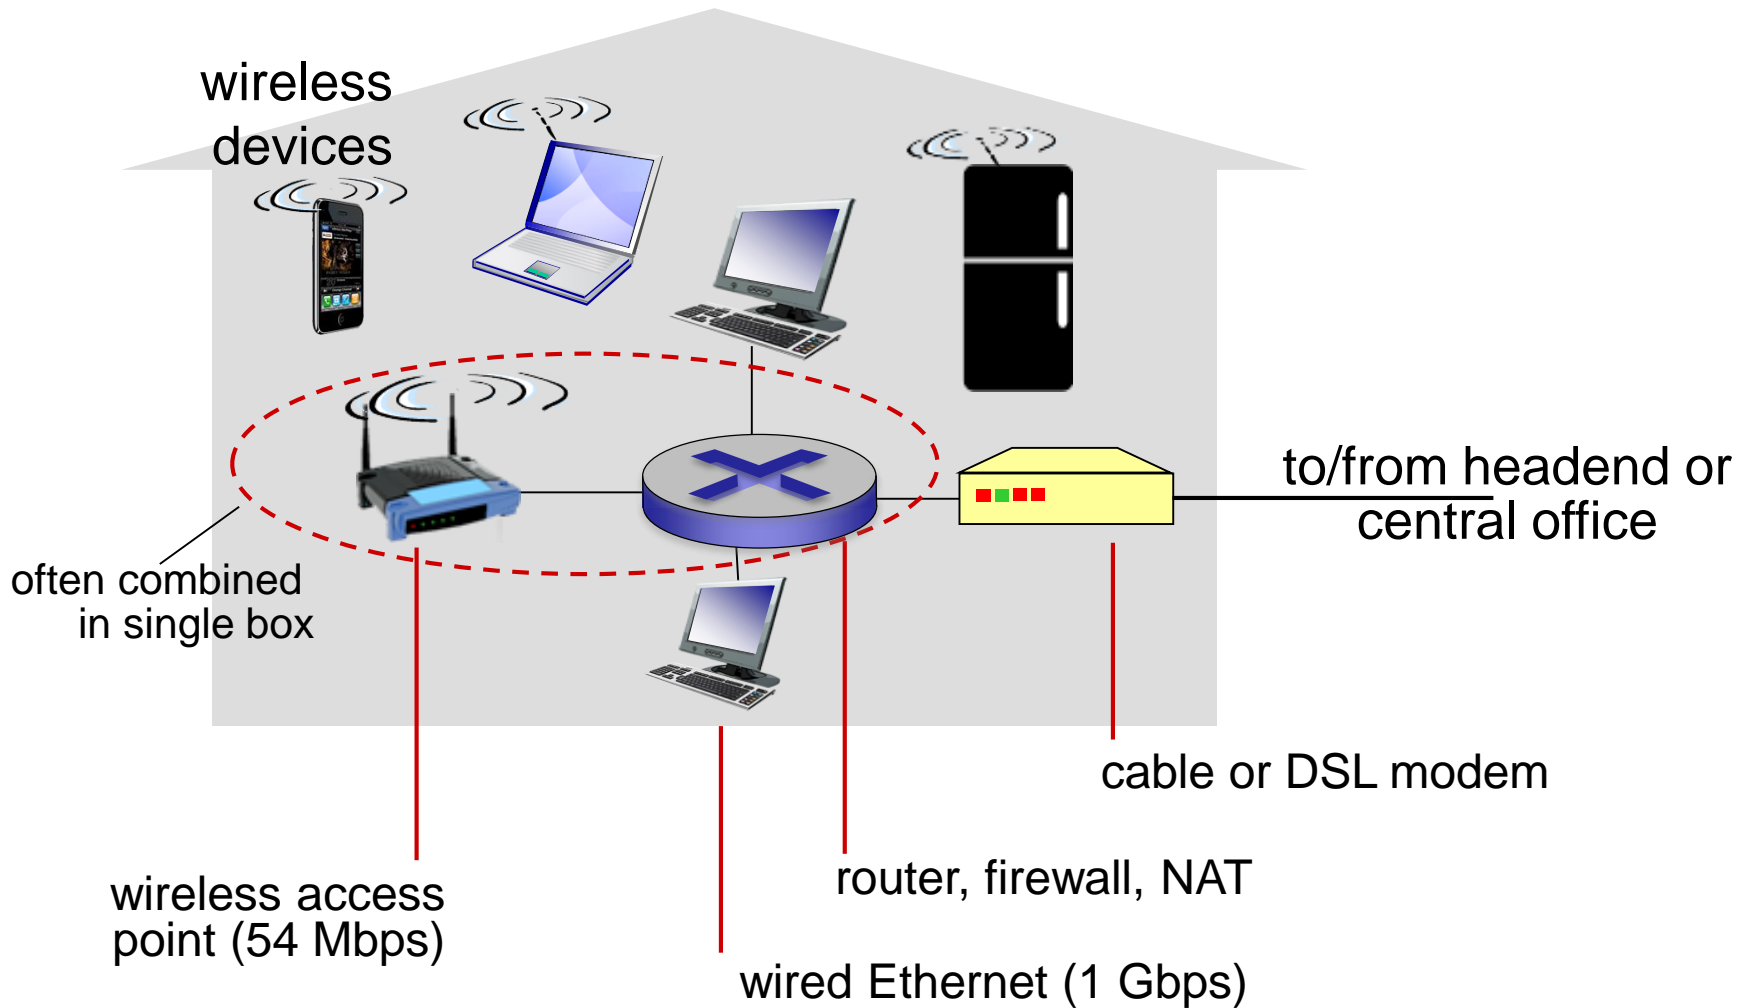 wireless
devices
to/from headend or
central office
often combined
in single box
cable or DSL modem
router, firewall, NAT
wireless access
point (54 Mbps)
wired Ethernet (1 Gbps)